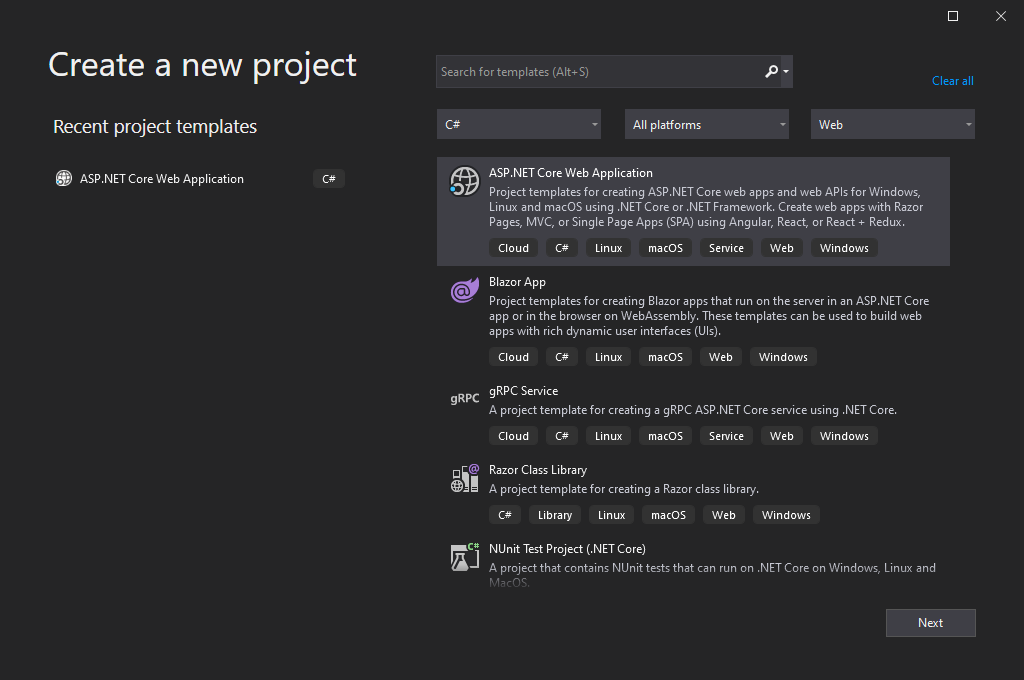 Create a new project
Search for templates (Alt+S)
Clear all
Recent project templates
C# All platforms Web
ASP.NET Core Web Application C#
ASP.NET Core Web Application
Project templates for creating ASP.NET Core web apps and web APIs for Windows,
Linux and macOS using .NET Core or .NET Framework. Create web apps with Razor
Pages, MVC, or Single Page Apps (SPA) using Angular, React, or React + Redux.
Cloud C# Linux macOS Service Web Windows
@
Blazor App
Project templates for creating Blazor apps that run on the server in an ASP.NET Core
app or in the browser on WebAssembly. These templates can be used to build web
apps with rich dynamic user interfaces (UIs).
Cloud C# Linux macOS Web Windows
gRPC
gRPC Service
A project template for creating a gRPC ASP.NET Core service using .NET Core.
Cloud C# Linux macOS Service Web Windows
@
Razor Class Library
A project template for creating a Razor class library.
C# Library Linux macOS Web Windows
C#
NUnit Test Project (.NET Core)
A project that contains NUnit tests that can run on .NET Core on Windows, Linux and
MacOS.
Next